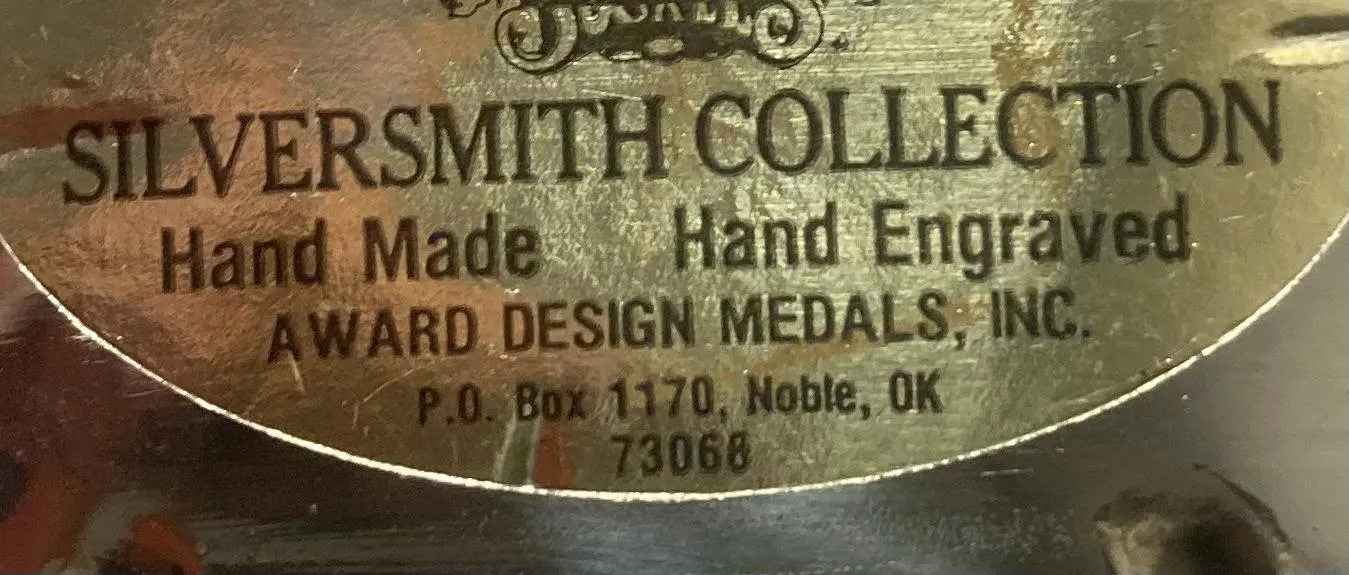 SILVERSMITH COLLECTION
Hand Made Hand Engraved
AWARD DESIGN MEDALS, INC.
P.O. Box 1170, Noble, OK
73068